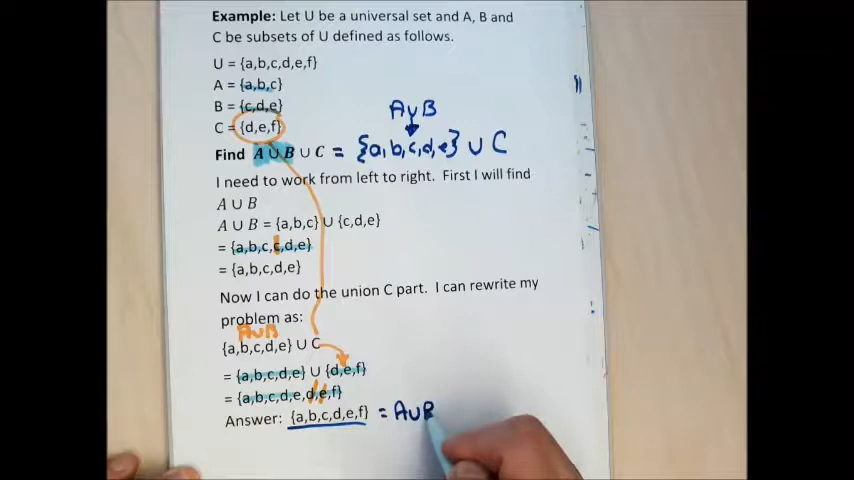 Example: Let U be a universal set and A, B and
C be subsets of U defined as follows.
U = {a,b,c,d,e,f}
A = {a,b,c}
B = {c,d,e}
A∪B
C = {d,e,f}
Find A ∪ B ∪ C = {a,b,c,d,e} ∪ C
I need to work from left to right. First I will find
A ∪ B
A ∪ B = {a,b,c} ∪ {c,d,e}
= {a,b,c,c,d,e}
= {a,b,c,d,e}
Now I can do the union C part. I can rewrite my
problem as:
A∪B
{a,b,c,d,e} ∪ C
= {a,b,c,d,e} ∪ {d,e,f}
= {a,b,c,d,e,d,e,f}
Answer: {a,b,c,d,e,f} = A∪B